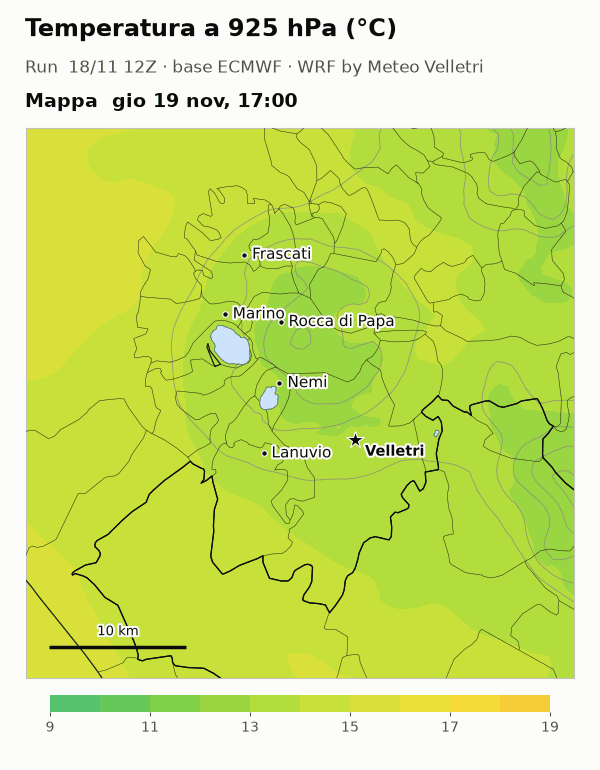 Temperatura a 925 hPa (°C)
Run  18/11 12Z · base ECMWF · WRF by Meteo Velletri
Mappa  gio 19 nov, 17:00
Frascati
Marino
Rocca di Papa
Nemi
Velletri
Lanuvio
10 km
9 11 13 15 17 19